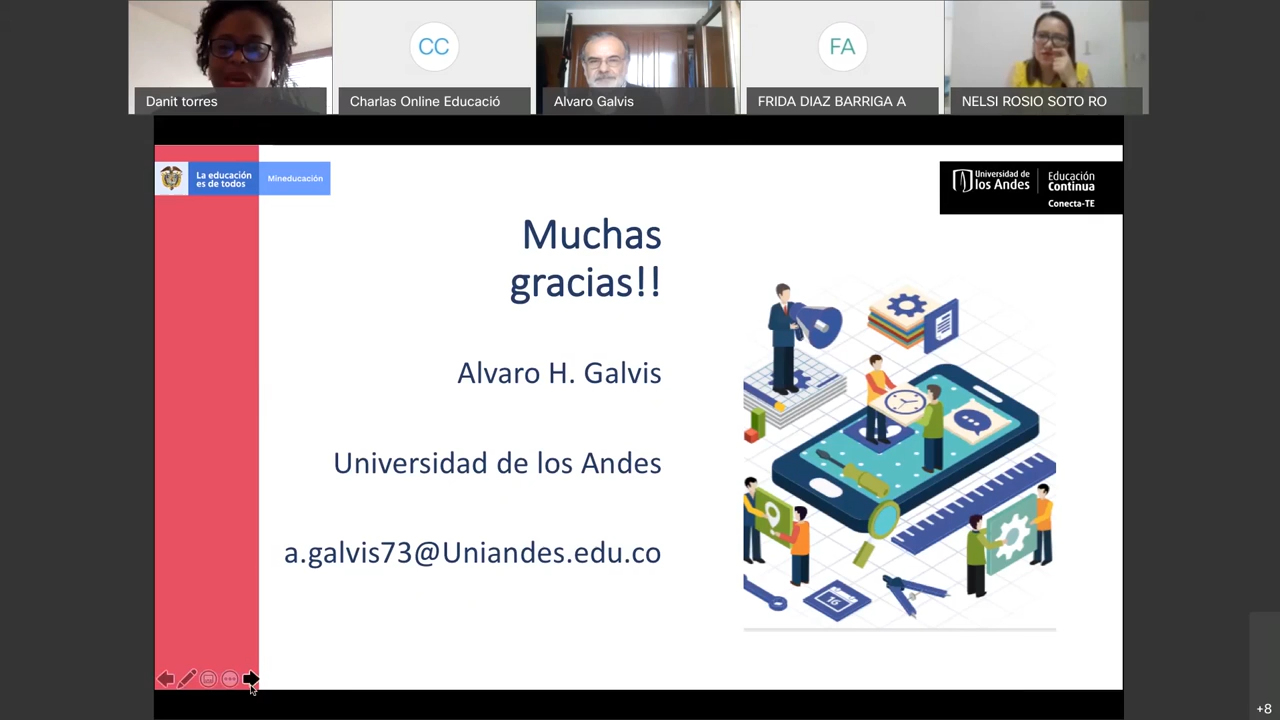 Danit torres
CC
Charlas Online Educació
Alvaro Galvis
FA
FRIDA DIAZ BARRIGA A
NELSI ROSIO SOTO RO
La educación
es de todos
Mineducación
Universidad de
los Andes
Educación
Continua
Conecta-TE
Muchas
gracias!!
Alvaro H. Galvis
Universidad de los Andes
a.galvis73@Uniandes.edu.co
16
+8